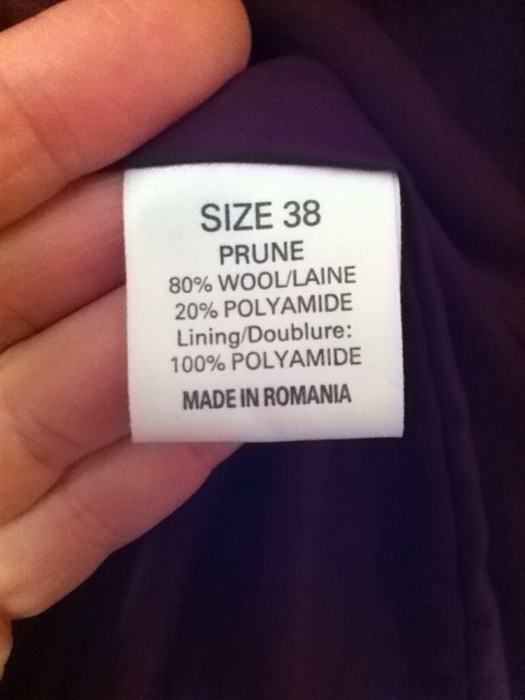 SIZE 38
PRUNE
80% WOOL/LAINE
20% POLYAMIDE
Lining/Doublure:
100% POLYAMIDE
MADE IN ROMANIA